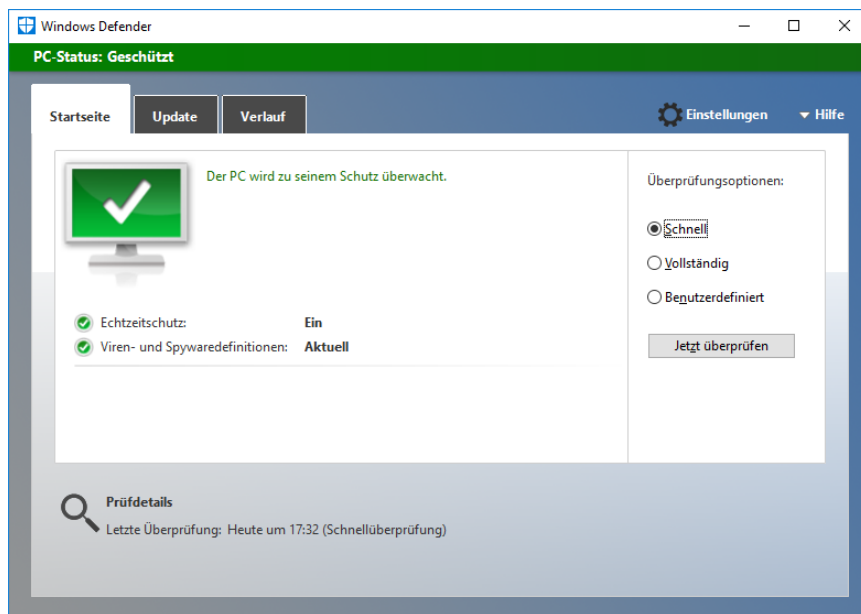 Windows Defender
PC-Status: Geschützt
Startseite Update Verlauf Einstellungen Hilfe
Der PC wird zu seinem Schutz überwacht.
Echtzeitschutz: Ein
Viren- und Spywaredefinitionen: Aktuell
Überprüfungsoptionen:
Schnell
Vollständig
Benutzerdefiniert
Jetzt überprüfen
Prüfdetails
Letzte Überprüfung: Heute um 17:32 (Schnellüberprüfung)